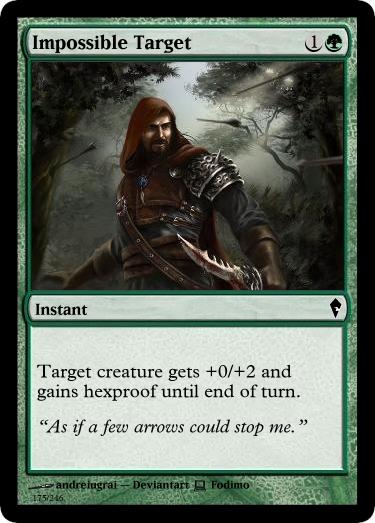 Impossible Target 1
Instant
Target creature gets +0/+2 and
gains hexproof until end of turn.
“As if a few arrows could stop me.”
andreiugrai — Deviantart Fodimo
175/246